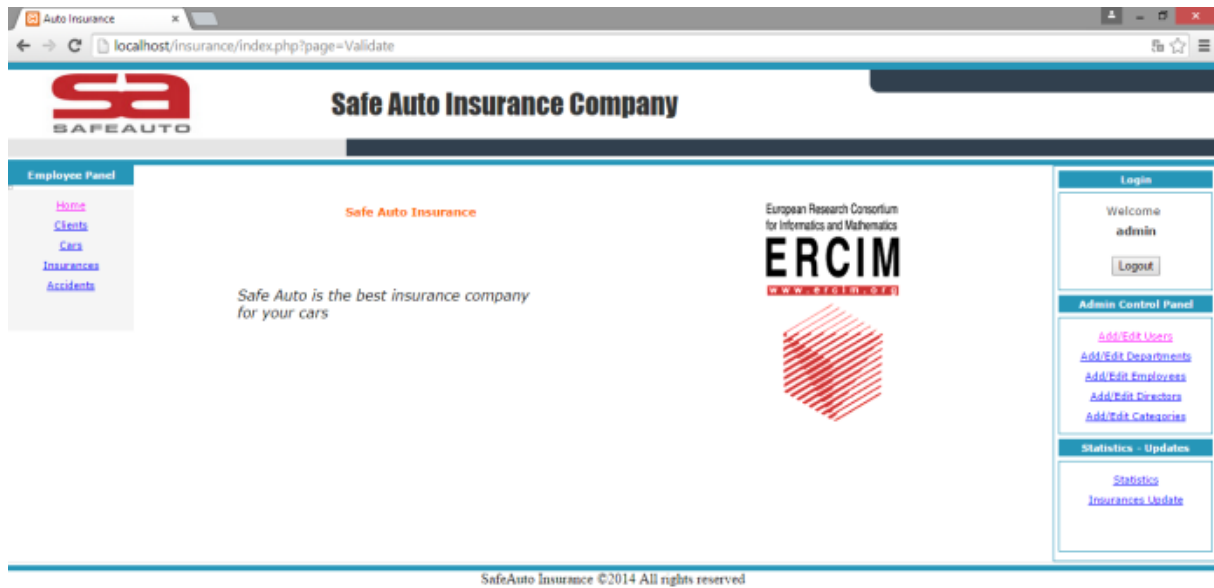 Auto Insurance
localhost/insurance/index.php?page=Validate
sa
SAFEAUTO
Safe Auto Insurance Company
Employee Panel
Home
Clients
Cars
Insurances
Accidents
Safe Auto Insurance
Safe Auto is the best insurance company
for your cars
European Research Consortium
for Informatics and Mathematics
ERCIM
www.ercim.org
Login
Welcome
admin
Logout
Admin Control Panel
Add/Edit Users
Add/Edit Departments
Add/Edit Employees
Add/Edit Directors
Add/Edit Categories
Statistics - Updates
Statistics
Insurances Update
SafeAuto Insurance ©2014 All rights reserved